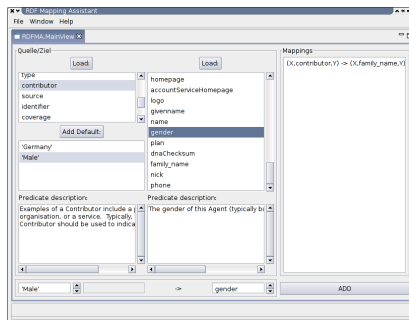 RDF Mapping Assistant
File Window Help
RDFMA.MainView
Quelle/Ziel
Load:
type
contributor
source
identifier
coverage
Add Default:
'Germany'
'Male'
Load:
homepage
accountServiceHomepage
logo
givenname
name
gender
plan
dnaChecksum
family_name
nick
phone
Mappings
(X,contributor,Y) -> (X,family_name,Y)
Predicate description:
Examples of a Contributor include a
organisation, or a service. Typically,
Contributor should be used to indica
Predicate description:
The gender of this Agent (typically bu
'Male'
->
gender
ADD